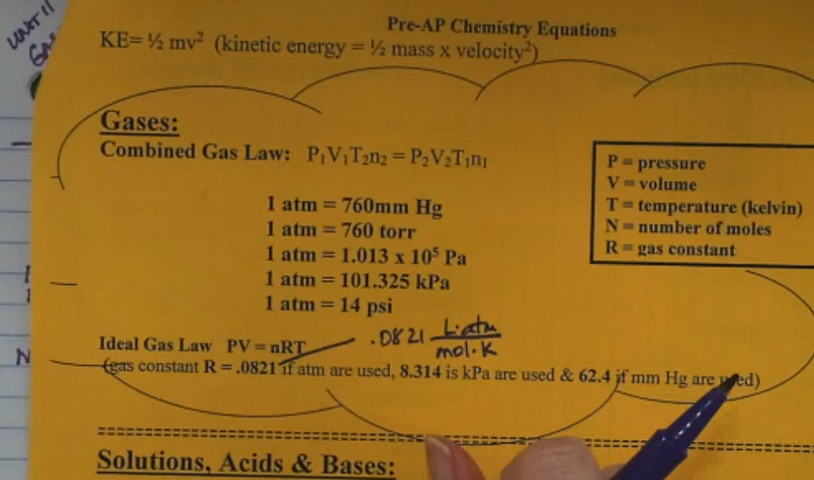 UNIT 11
GAS
Pre-AP Chemistry Equations
KE= ½ mv² (kinetic energy = ½ mass x velocity²)
Gases:
Combined Gas Law: P₁V₁T₂n₂ = P₂V₂T₁n₁
P = pressure
V = volume
T = temperature (kelvin)
N = number of moles
R = gas constant
1 atm = 760mm Hg
1 atm = 760 torr
1 atm = 1.013 x 10⁵ Pa
1 atm = 101.325 kPa
1 atm = 14 psi
Ideal Gas Law PV = nRT .0821 L·atm
mol·K
(gas constant R = .0821 if atm are used, 8.314 is kPa are used & 62.4 if mm Hg are used)
N
Solutions, Acids & Bases: